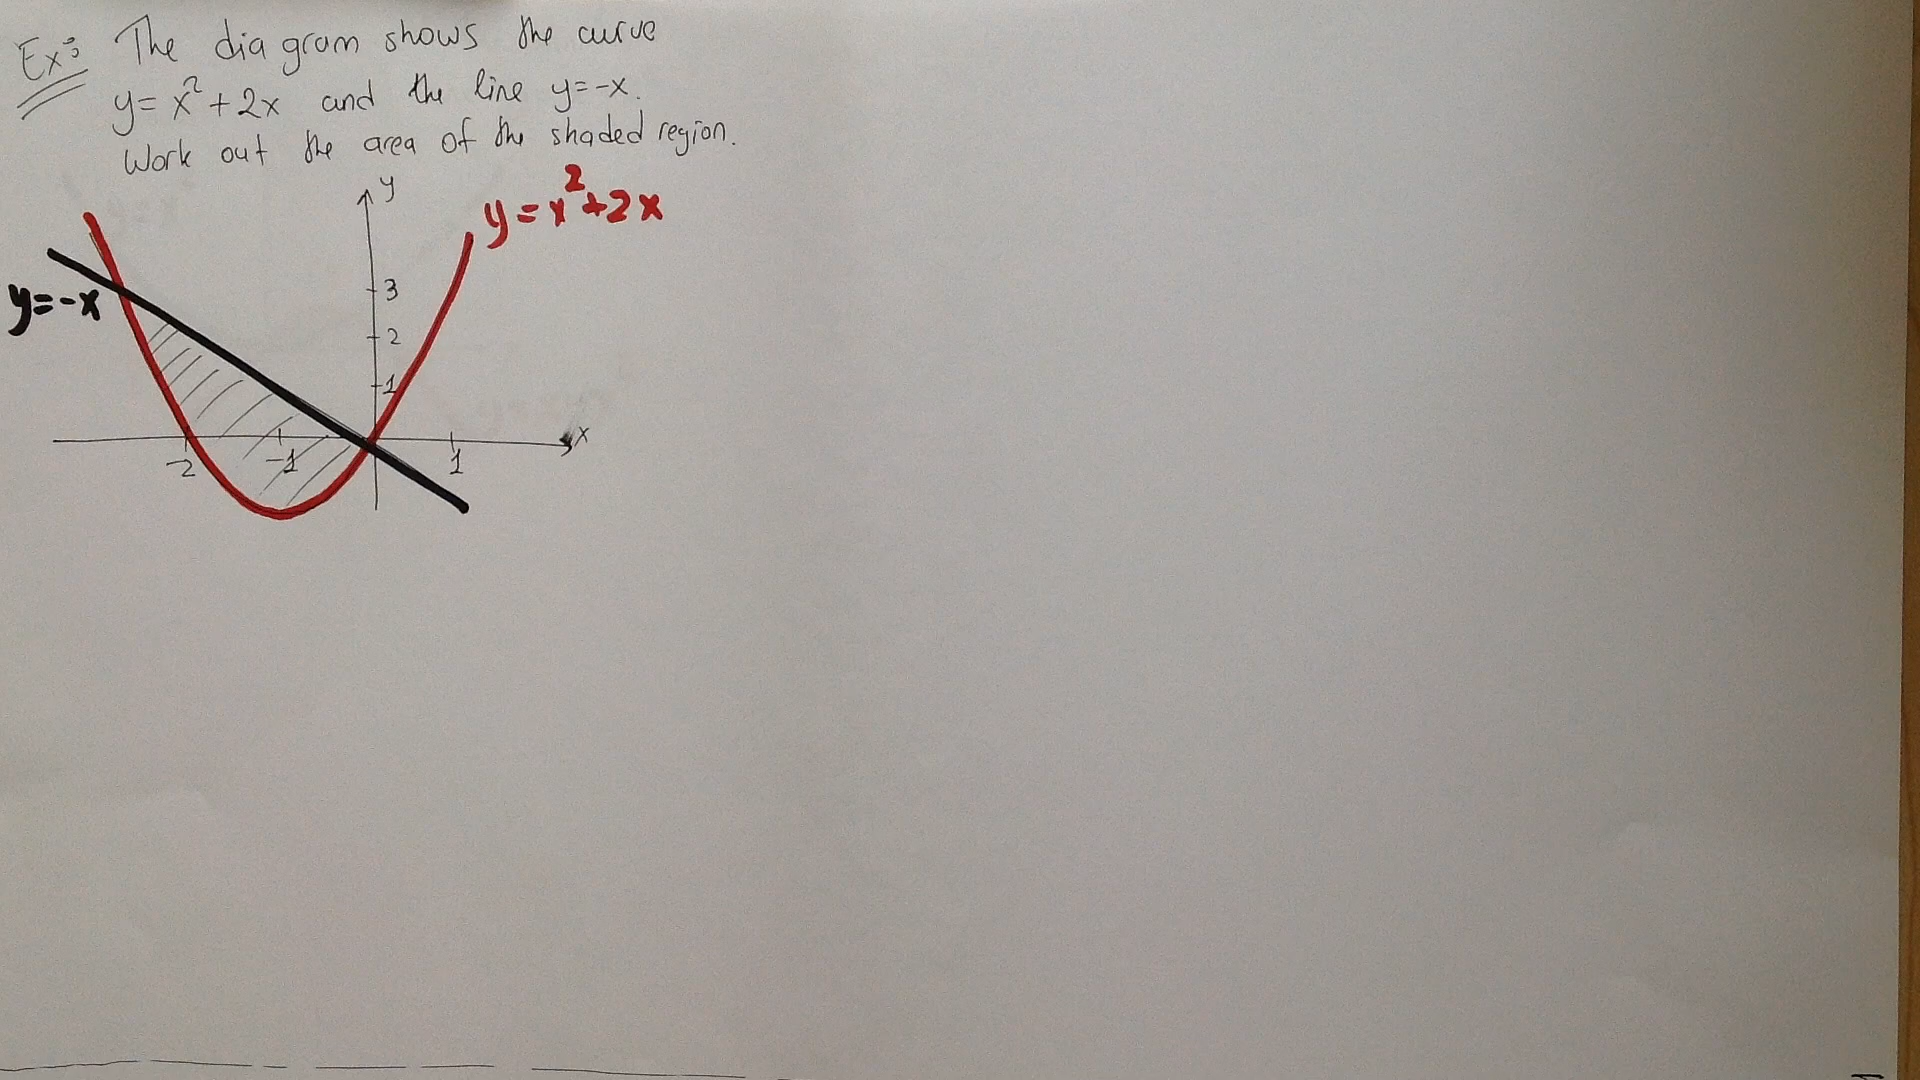 Ex: The diagram shows the curve
y = x² + 2x and the line y = -x.
Work out the area of the shaded region.
y
y = x² + 2x
y = -x
3
2
1
x
-2 -1 1